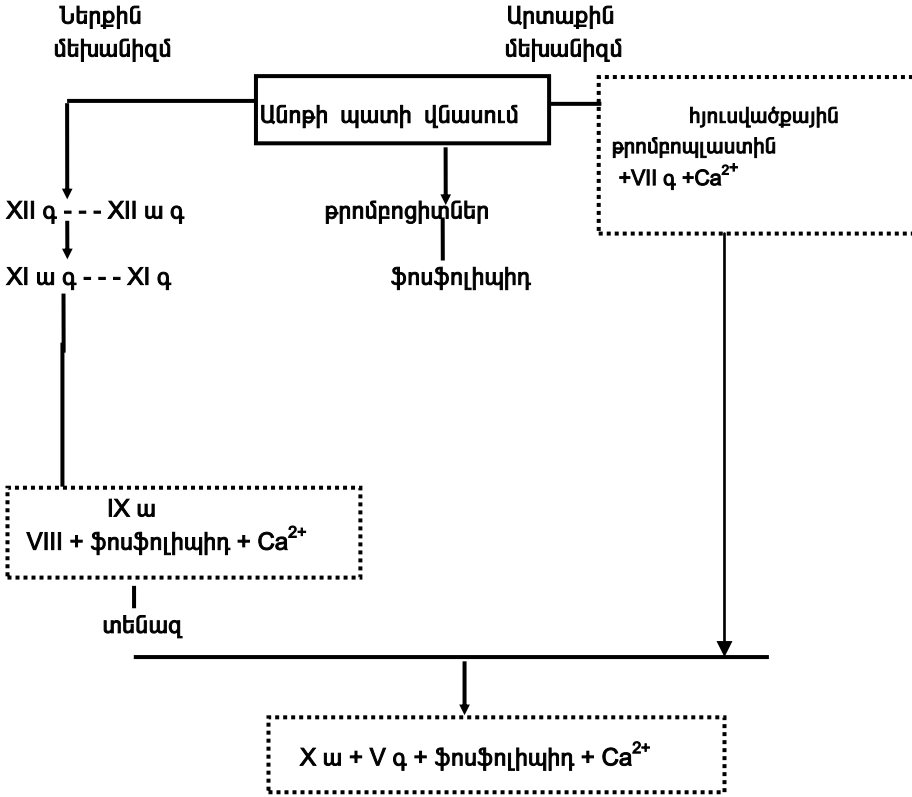 Ներքին մեխանիզմ
Արտաքին մեխանիզմ
Անոթի պատի վնասում
հյուսվածքային
թրոմբոպլաստին
+VII գ +Ca²⁺
XII գ - - - XII ա գ
թրոմբոցիտներ
XI ա գ - - - XI գ
ֆոսֆոլիպիդ
IX ա
VIII + ֆոսֆոլիպիդ + Ca²⁺
տենազ
X ա + V գ + ֆոսֆոլիպիդ + Ca²⁺